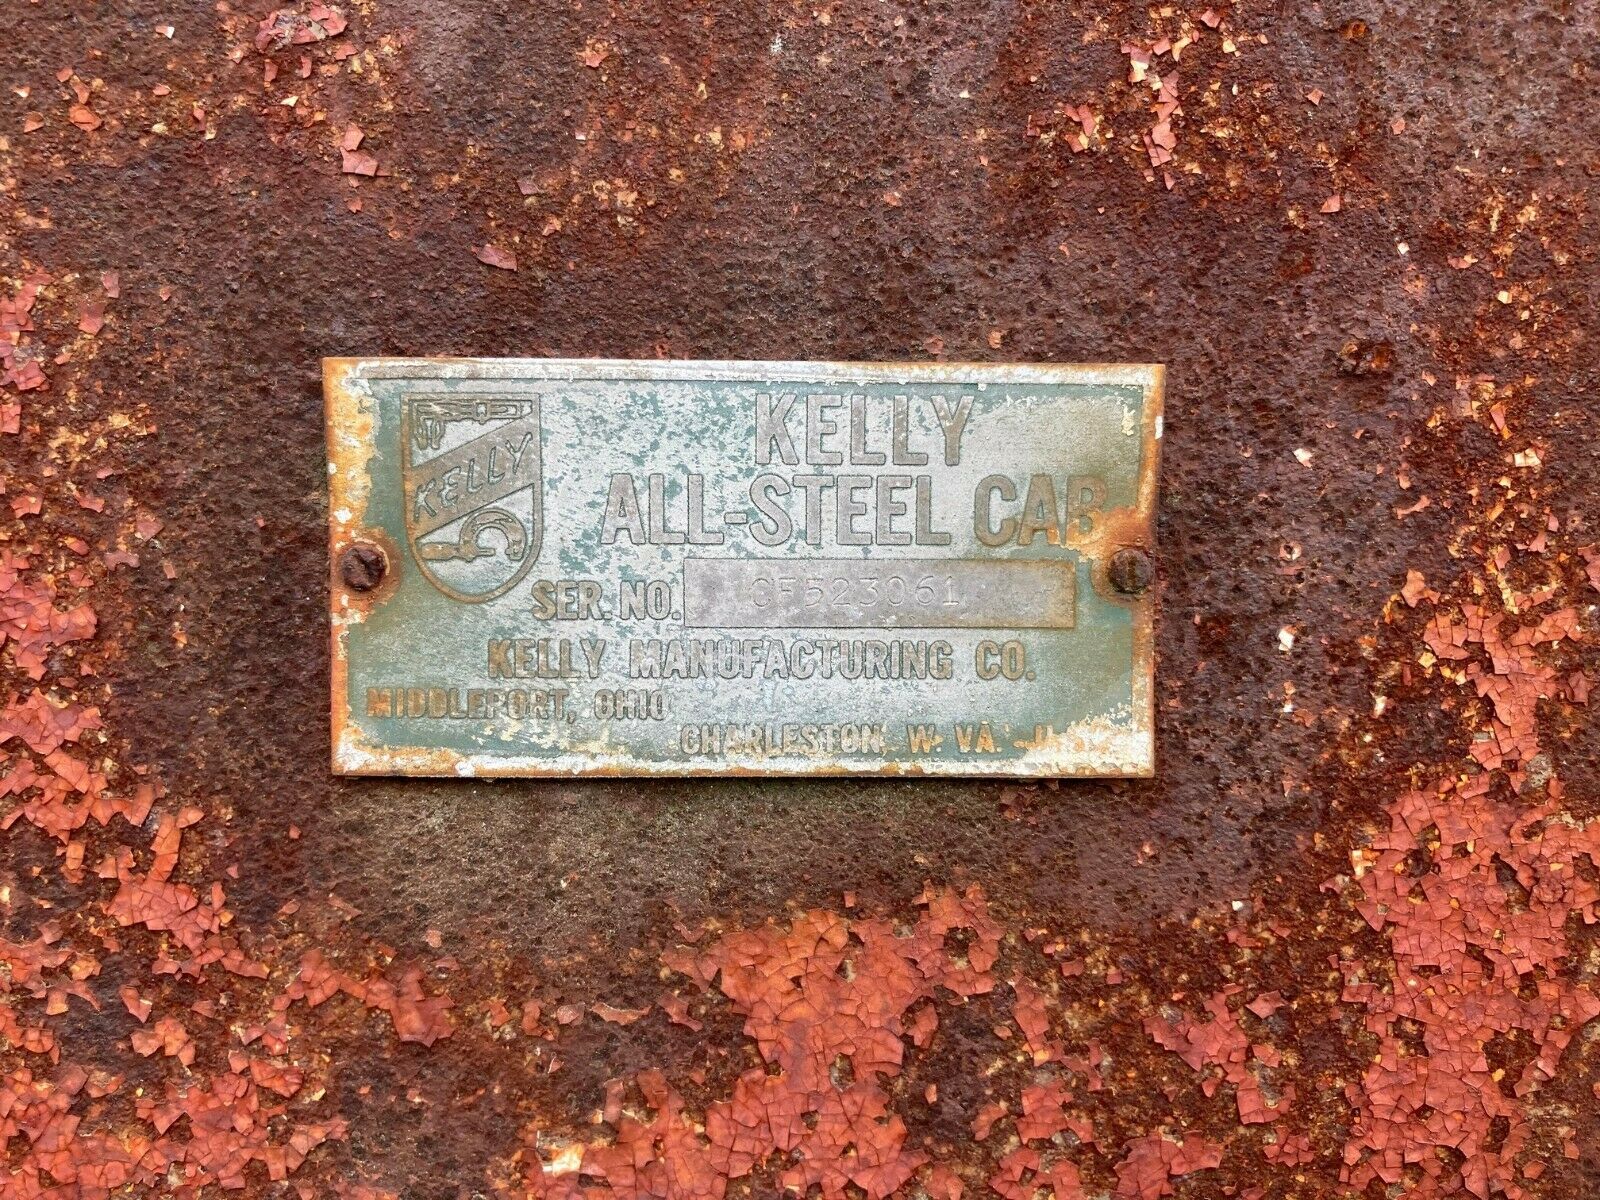 KELLY
KELLY
ALL-STEEL CAB
SER. NO. CF523061
KELLY MANUFACTURING CO.
MIDDLEPORT, OHIO
CHARLESTON, W. VA.